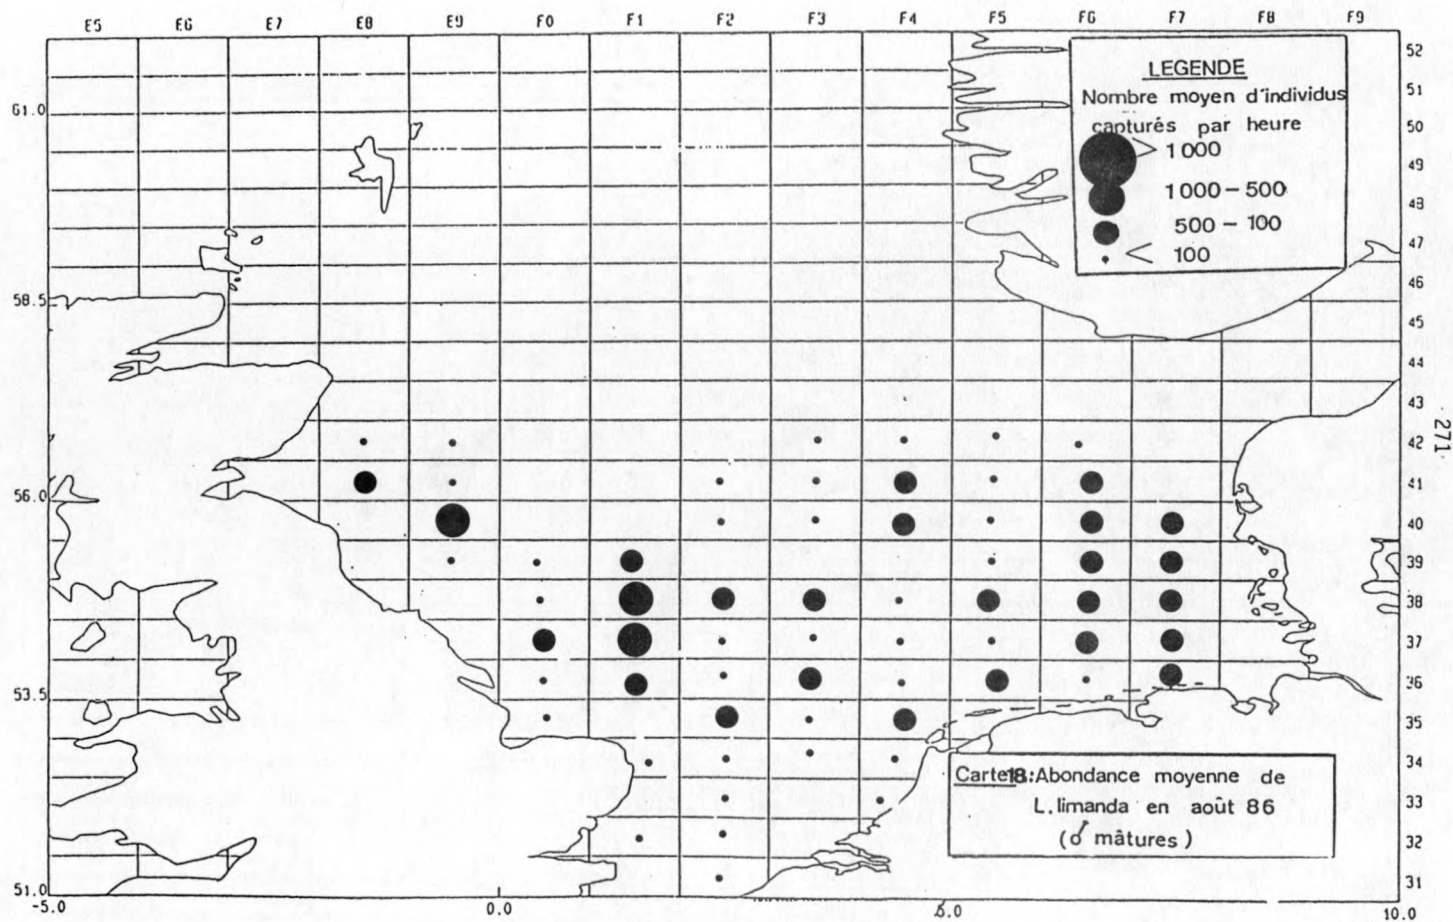 E5 E6 E7 E8 E9 F0 F1 F2 F3 F4 F5 F6 F7 F8 F9
LEGENDE
Nombre moyen d'individus
capturés par heure
> 1 000
1 000 - 500
500 - 100
< 100
61.0
58.5
56.0
53.5
51.0
52
51
50
49
48
47
46
45
44
43
42
41
40
39
38
37
36
35
34
33
32
31
271.
Carte 18: Abondance moyenne de
L. limanda en août 86
(♂ mâtures)
-5.0 0.0 5.0 10.0